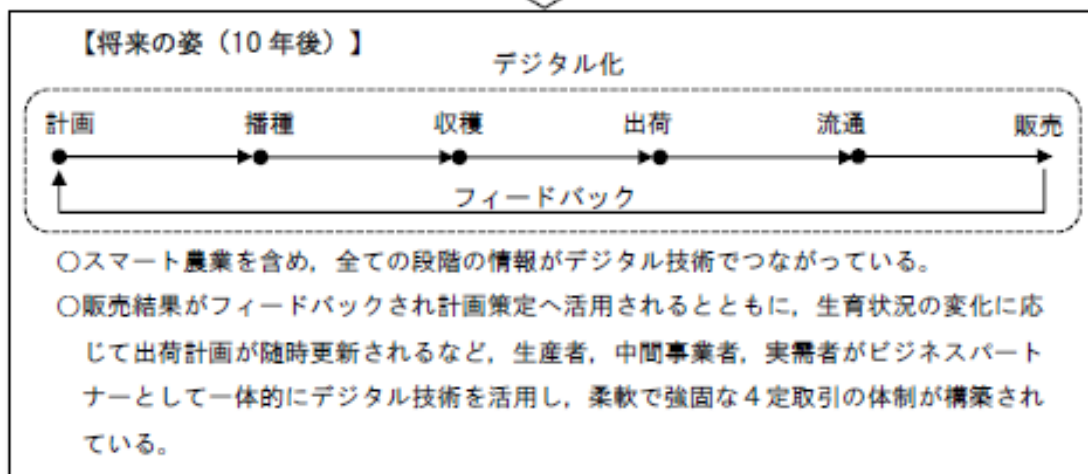 【将来の姿（10年後）】
デジタル化
計画 播種 収穫 出荷 流通 販売
フィードバック
〇スマート農業を含め，全ての段階の情報がデジタル技術でつながっている。
〇販売結果がフィードバックされ計画策定へ活用されるとともに，生育状況の変化に応
じて出荷計画が随時更新されるなど，生産者，中間事業者，実需者がビジネスパート
ナーとして一体的にデジタル技術を活用し，柔軟で強固な４定取引の体制が構築され
ている。